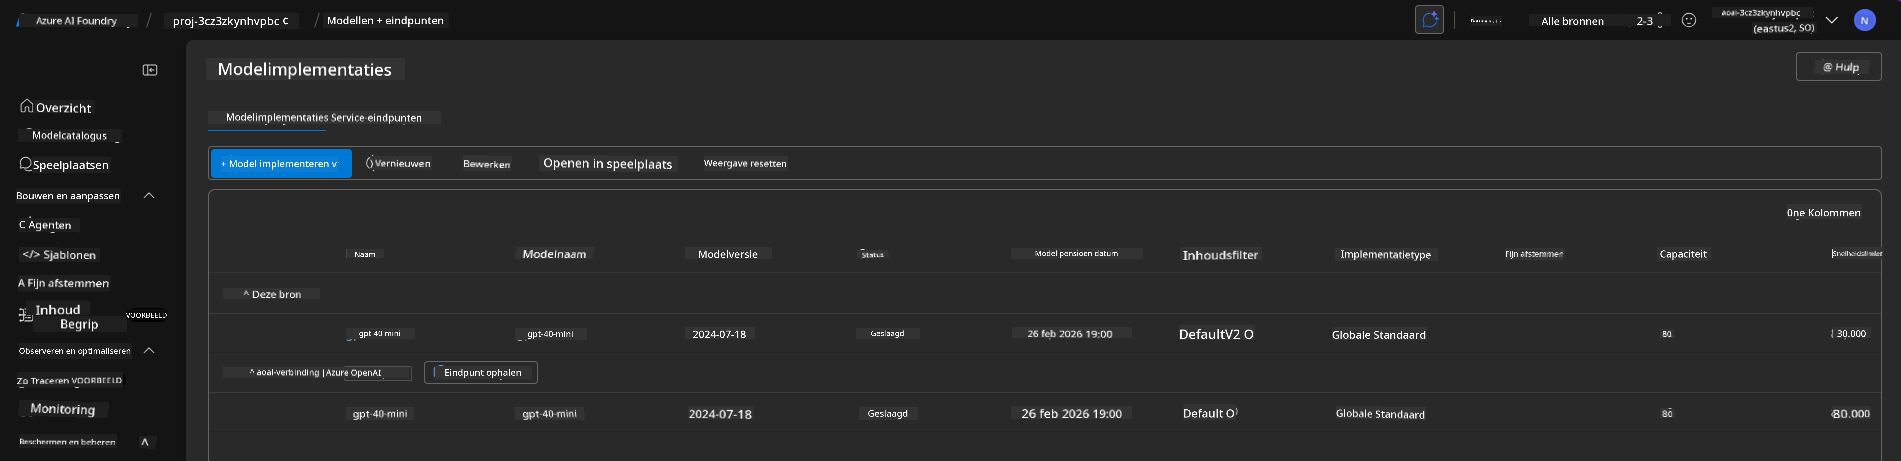 Azure AI Foundry / proj-3cz3zkynhvpbc C / Modellen + eindpunten
Alle bronnen 2-3
aoai-3cz3zkynhvpbc
(eastus2, SO)
N
Modelimplementaties
@ Hulp
Overzicht
Modelcatalogus
Speelplaatsen
Bouwen en aanpassen
C Agenten
</> Sjablonen
A Fijn afstemmen
Inhoud
Begrip
VOORBEELD
Observeren en optimaliseren
Zo Traceren VOORBEELD
Monitoring
Beschermen en beheren ^
Modelimplementaties Service-eindpunten
+ Model implementeren v
Vernieuwen
Bewerken
Openen in speelplaats
Weergave resetten
One Kolommen
Naam Modelnaam Modelversie Status Model pensioen datum Inhoudsfilter Implementatietype Fijn afstemmen Capaciteit Snelheidslimiet
^ Deze bron
gpt-40 mini gpt-40-mini 2024-07-18 Geslaagd 26 feb 2026 19:00 DefaultV2 O Globale Standaard 80 30.000
^ aoai-verbinding | Azure OpenAI Eindpunt ophalen
gpt-40-mini gpt-40-mini 2024-07-18 Geslaagd 26 feb 2026 19:00 Default O Globale Standaard 80 80.000